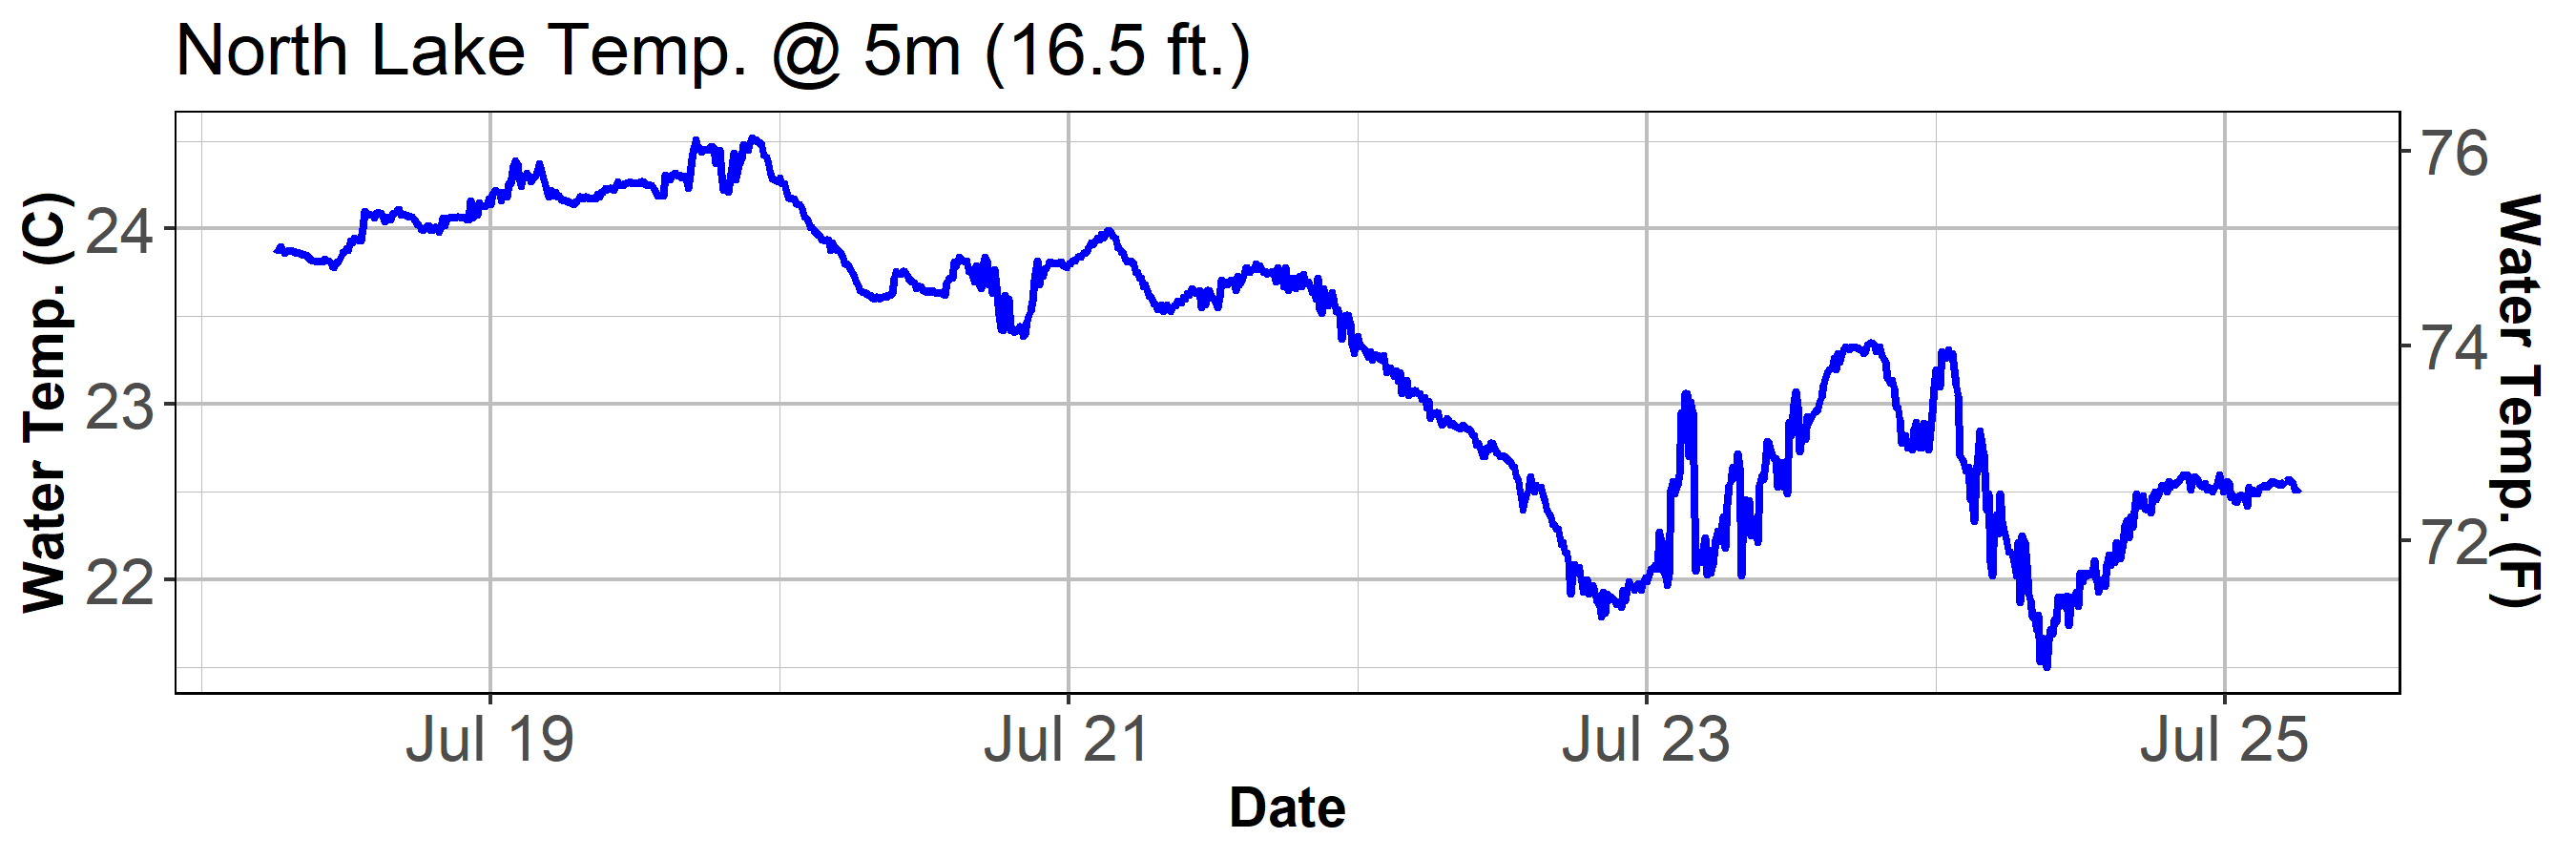 North Lake Temp. @ 5m (16.5 ft.)
Water Temp. (C)
24
23
22
76
74
72
Water Temp. (F)
Jul 19
Jul 21
Jul 23
Jul 25
Date